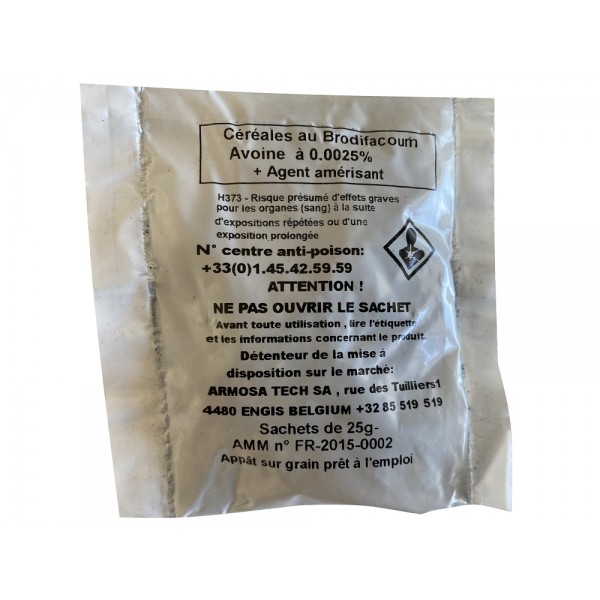 Céréales au Brodifacoum
Avoine à 0.0025%
+ Agent amérisant
H373 - Risque présumé d'effets graves
pour les organes (sang) à la suite
d'expositions répétées ou d'une
exposition prolongée
N° centre anti-poison:
+33(0)1.45.42.59.59
ATTENTION !
NE PAS OUVRIR LE SACHET
Avant toute utilisation , lire l'étiquette
et les informations concernant le produit.
Détenteur de la mise à
disposition sur le marché:
ARMOSA TECH SA , rue des Tuilliers1
4480 ENGIS BELGIUM +32 85 519 519
Sachets de 25g-
AMM n° FR-2015-0002
Appât sur grain prêt à l'emploi